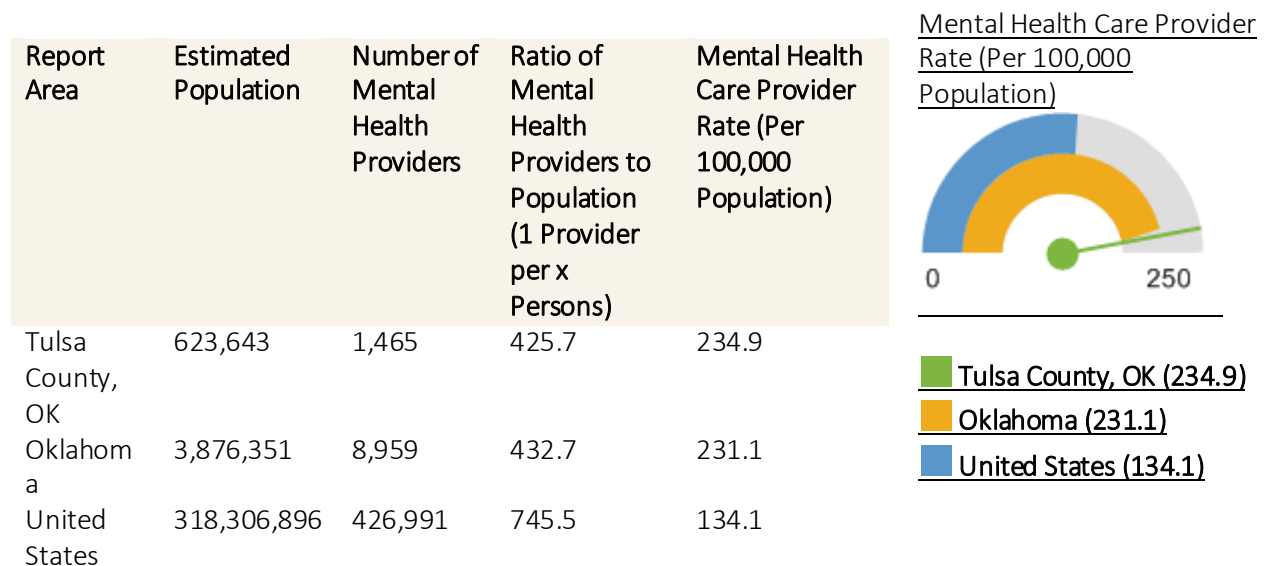 Report Area
Estimated Population
Number of Mental Health Providers
Ratio of Mental Health Providers to Population (1 Provider per x Persons)
Mental Health Care Provider Rate (Per 100,000 Population)
Tulsa County, OK
623,643
1,465
425.7
234.9
Oklahoma
3,876,351
8,959
432.7
231.1
United States
318,306,896
426,991
745.5
134.1
Mental Health Care Provider
Rate (Per 100,000
Population)
0
250
Tulsa County, OK (234.9)
Oklahoma (231.1)
United States (134.1)